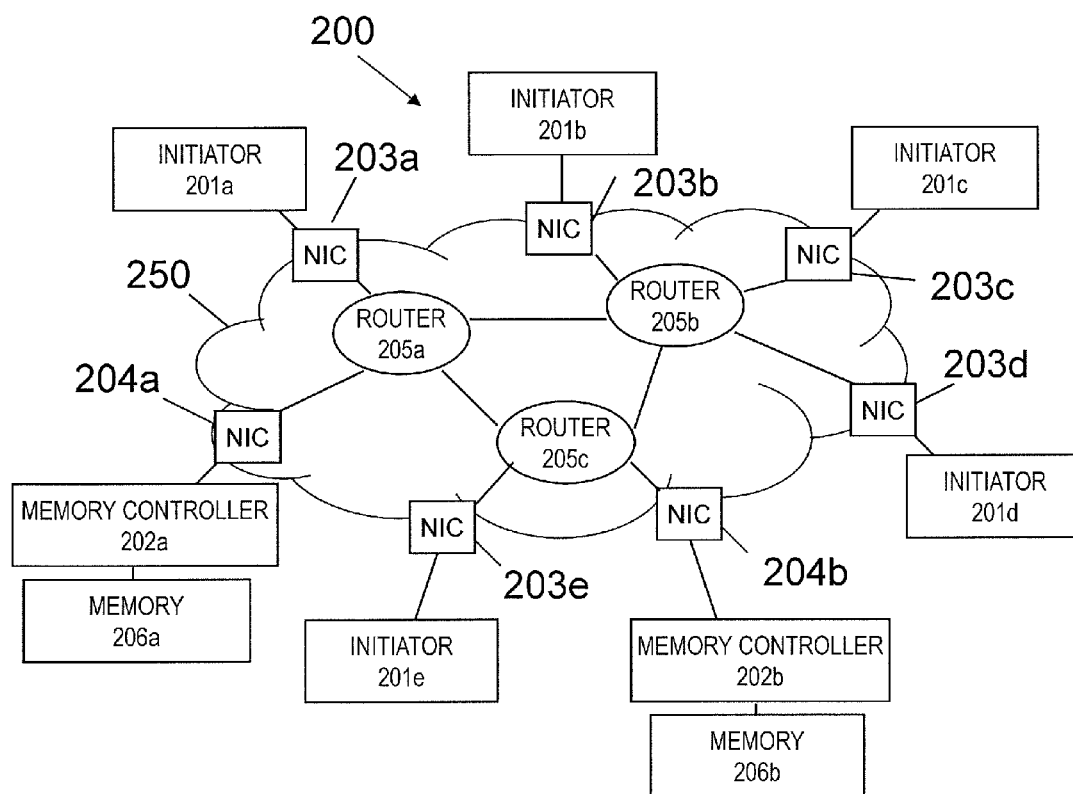 200
INITIATOR
201b
INITIATOR
201a
203a
INITIATOR
201c
203b
NIC
NIC
NIC
250
203c
ROUTER
205b
ROUTER
205a
203d
204a
NIC
NIC
ROUTER
205c
INITIATOR
201d
MEMORY CONTROLLER
202a
NIC
NIC
204b
203e
MEMORY
206a
INITIATOR
201e
MEMORY CONTROLLER
202b
MEMORY
206b